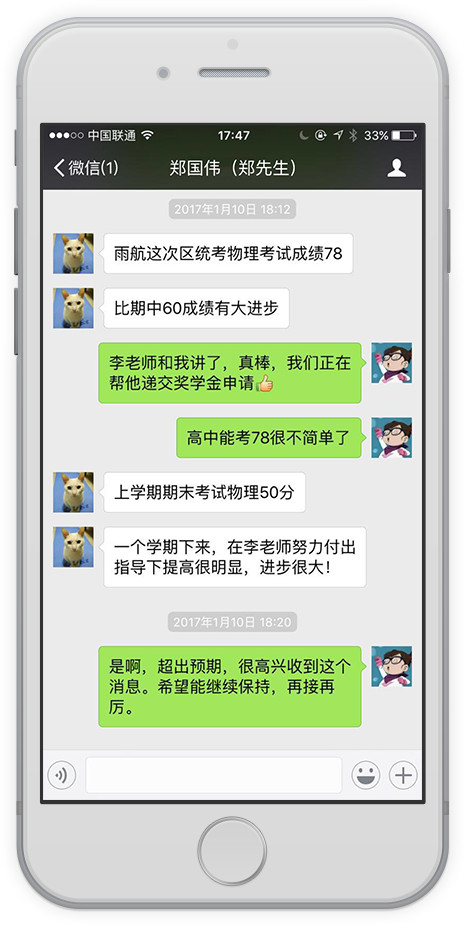 中国联通
17:47
33%
微信(1)
郑国伟（郑先生）
2017年1月10日 18:12
雨航这次区统考物理考试成绩78
比期中60成绩有大进步
李老师和我讲了，真棒，我们正在
帮他递交奖学金申请👍
高中能考78很不简单了
上学期期末考试物理50分
一个学期下来，在李老师努力付出
指导下提高很明显，进步很大！
2017年1月10日 18:20
是啊，超出预期，很高兴收到这个
消息。希望能继续保持，再接再
厉。